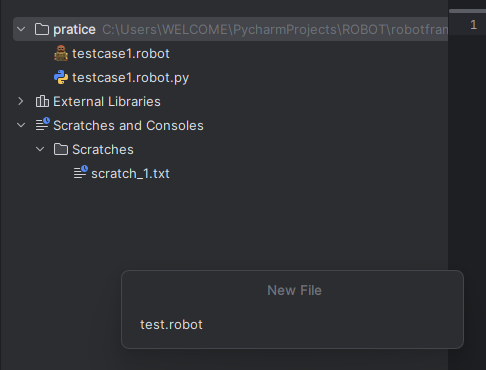 pratice C:\Users\WELCOME\PycharmProjects\ROBOT\robotfram
1
testcase1.robot
testcase1.robot.py
External Libraries
Scratches and Consoles
Scratches
scratch_1.txt
New File
test.robot